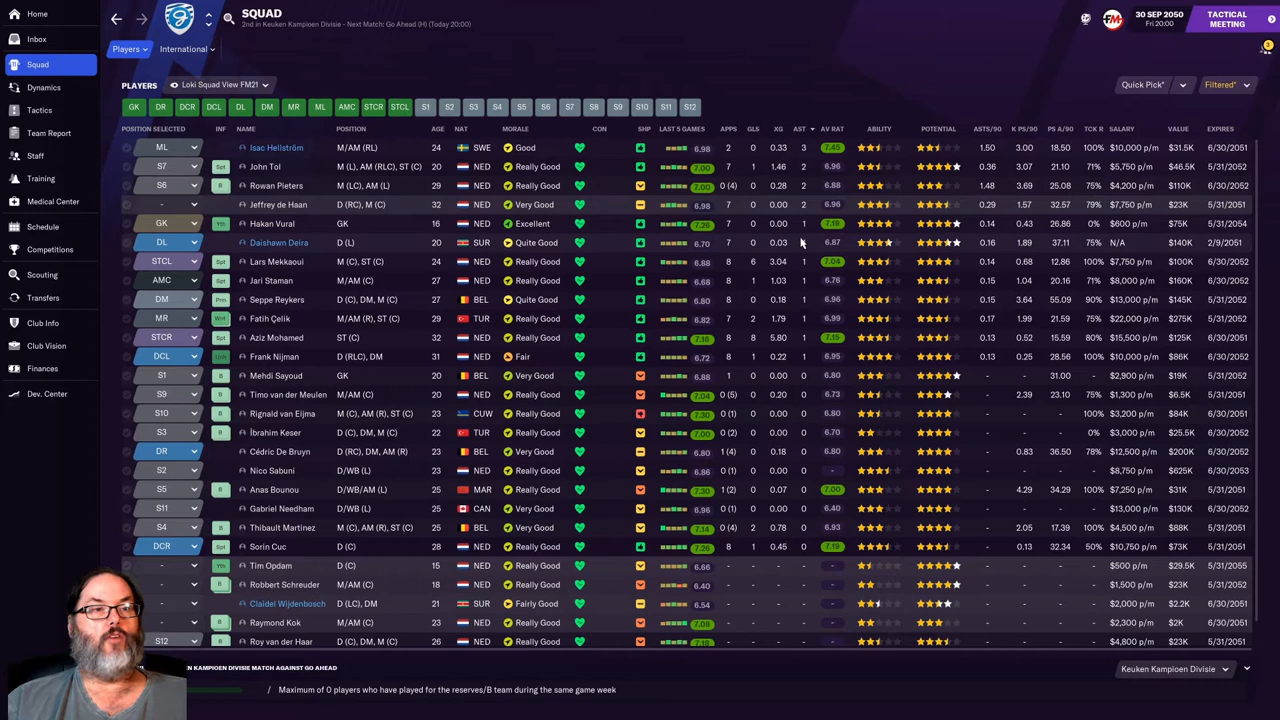 Home
SQUAD
2nd in Keuken Kampioen Divisie - Next Match: Go Ahead (H) (Today 20:00)
FM
30 SEP 2050
Fri 20:00
TACTICAL
MEETING
Inbox
Squad
Dynamics
Tactics
Team Report
Staff
Training
Medical Center
Schedule
Competitions
Scouting
Transfers
Club Info
Club Vision
Finances
Dev. Center
Players
International
3
PLAYERS
Loki Squad View FM21
Quick Pick*
Filtered*
GK DR DCR DCL DL DM MR ML AMC STCR STCL S1 S2 S3 S4 S5 S6 S7 S8 S9 S10 S11 S12
POSITION SELECTED INF NAME POSITION AGE NAT MORALE CON SHP LAST 5 GAMES APPS GLS XG AST AV RAT ABILITY POTENTIAL ASTS/90 K PS/90 PS A/90 TCK R SALARY VALUE EXPIRES
ML Isac Hellström M/AM (RL) 24 SWE Good 6.98 2 0 0.33 3 7.45 1.50 3.00 18.50 100% $10,000 p/m $31.5K 6/30/2051
S7 Spt John Tol M (L), AM (RLC), ST (C) 20 NED Really Good 7.00 7 1 1.46 2 6.96 0.36 3.07 21.10 71% $5,750 p/m $46.5K 6/30/2052
S6 B Rowan Pieters M (LC), AM (L) 29 NED Really Good 7.00 0 (4) 0 0.28 2 6.88 1.48 3.69 25.08 75% $4,200 p/m $110K 6/30/2052
- Jeffrey de Haan D (RC), M (C) 32 NED Very Good 6.98 7 0 0.00 2 6.96 0.29 1.57 32.57 79% $7,750 p/m $23K 6/30/2051
GK Yth Hakan Vural GK 16 NED Excellent 7.26 7 0 0.00 1 7.19 0.14 0.43 26.86 0% $600 p/m $75K 5/31/2054
DL Daishawn Deira D (L) 20 SUR Quite Good 6.70 7 0 0.03 1 6.87 0.16 1.89 37.11 75% N/A $140K 2/9/2051
STCL Spt Lars Mekkaoui M (C), ST (C) 24 NED Really Good 6.88 8 6 3.04 1 7.04 0.14 0.68 12.86 100% $7,750 p/m $100K 6/30/2052
AMC Spt Jari Staman M/AM (C) 27 NED Really Good 6.68 8 1 1.03 1 6.76 0.15 1.04 20.16 71% $8,000 p/m $160K 6/30/2052
DM Prm Seppe Reykers D (C), DM, M (C) 27 BEL Quite Good 6.80 8 0 0.18 1 6.96 0.15 3.64 55.09 90% $13,000 p/m $145K 5/31/2052
MR Wnt Fatih Çelik M/AM (R), ST (C) 29 TUR Really Good 6.82 7 2 1.79 1 6.99 0.17 1.99 21.59 75% $22,000 p/m $275K 5/31/2052
STCR Spt Aziz Mohamed ST (C) 32 NED Really Good 7.16 8 8 5.80 1 7.15 0.13 0.52 15.59 80% $15,500 p/m $125K 5/31/2052
DCL Unh Frank Nijman D (RLC), DM 31 NED Fair 6.72 8 1 0.22 1 6.95 0.13 0.25 28.56 100% $10,000 p/m $86K 6/30/2052
S1 B Mehdi Sayoud GK 20 BEL Very Good 6.88 1 0 0.00 0 6.80 - - 31.00 - $2,900 p/m $19K 5/31/2052
S9 B Timo van der Meulen M/AM (C) 20 NED Really Good 7.04 0 (5) 0 0.20 0 6.73 - 2.39 23.10 75% $1,300 p/m $6.5K 6/30/2051
S10 B Rignald van Eijma M (C), AM (R), ST (C) 23 CUW Really Good 7.30 0 (1) 0 0.00 0 6.80 - - - 100% $3,200 p/m $84K 6/30/2051
S3 B İbrahim Keser D (C), DM, M (C) 22 TUR Really Good 7.00 0 (2) 0 0.00 0 6.70 - - - 0% $3,000 p/m $25.5K 6/30/2051
DR Cédric De Bruyn D (RC), DM, AM (R) 23 BEL Very Good 6.80 4 (1) 0 0.18 0 6.80 - 0.83 36.50 78% $12,500 p/m $200K 6/30/2052
S2 Nico Sabuni D/WB (L) 23 NED Really Good 6.86 0 (1) 0 0.00 0 - - - - - $8,750 p/m $625K 6/30/2053
S5 B Anas Bounou D/WB/AM (L) 25 MAR Really Good 7.30 1 (2) 0 0.07 0 7.00 - 4.29 34.29 100% $7,250 p/m $31K 5/31/2052
S11 Gabriel Needham D/WB (L) 25 CAN Very Good 6.96 0 (1) 0 0.00 0 6.40 - - - - $13,000 p/m $130K 6/30/2052
S4 B Thibault Martinez M (C), AM (R), ST (C) 25 BEL Very Good 7.14 0 (4) 2 0.78 0 6.93 - 2.05 17.39 100% $4,500 p/m $88K 6/30/2051
DCR Spt Sorin Cuc D (C) 28 NED Really Good 7.26 8 1 0.45 0 7.19 - 0.13 32.34 50% $10,750 p/m $73K 5/31/2052
- Yth Tim Opdam D (C) 15 NED Really Good 6.66 - - - - - - - - - $500 p/m $29.5K 5/31/2055
- B Robbert Schreuder M/AM (C) 18 NED Really Good 6.40 - - - - - - - - - $1,500 p/m $23K 5/31/2052
- Claidel Wijdenbosch D (LC), DM 21 SUR Fairly Good 6.54 - - - - - - - - - $2,000 p/m $2.2K 6/30/2051
- B Raymond Kok M/AM (C) 23 NED Really Good 7.08 - - - - - - - - - $2,300 p/m $2K 6/30/2051
S12 B Roy van der Haar D (C), DM, M (C) 26 NED Really Good 7.18 - - - - - - - - - $4,800 p/m $23K 5/31/2051
KEN KAMPIOEN DIVISIE MATCH AGAINST GO AHEAD
Keuken Kampioen Divisie
/ Maximum of 0 players who have played for the reserves/B team during the same game week